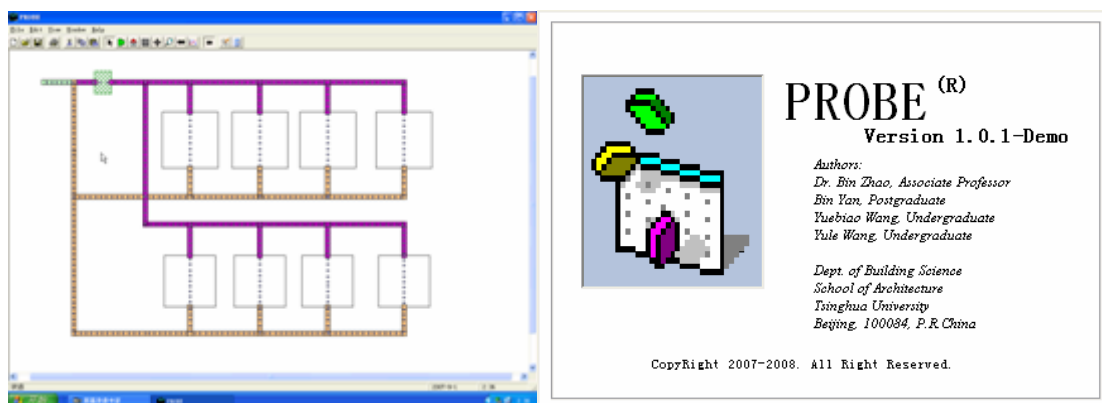 PROBE
PROBE (R)
Version 1.0.1-Demo
Authors:
Dr. Bin Zhao, Associate Professor
Bin Yan, Postgraduate
Yuebiao Wang, Undergraduate
Yule Wang, Undergraduate
Dept. of Building Science
School of Architecture
Tsinghua University
Beijing, 100084, P.R.China
CopyRight 2007-2008. All Right Reserved.